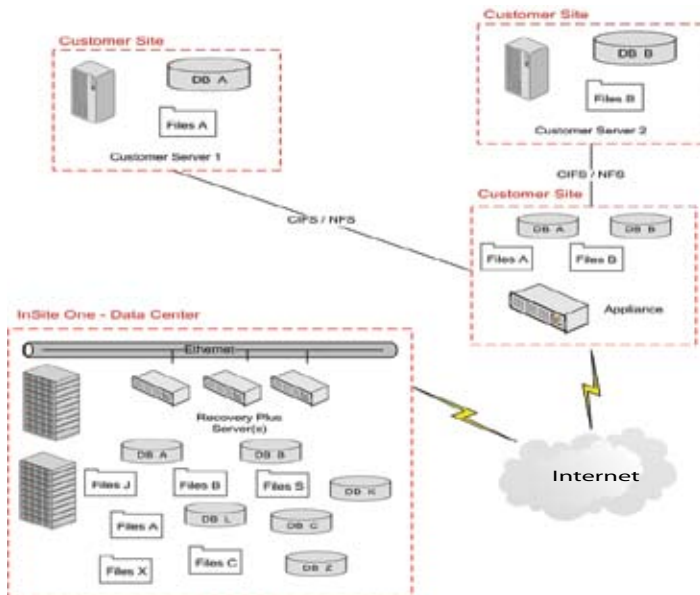 Customer Site
DB A
Files A
Customer Server 1
Customer Site
DB B
Files B
Customer Server 2
CIFS / NFS
CIFS / NFS
Customer Site
DB A
DB B
Files A
Files B
Appliance
InSite One - Data Center
Ethernet
Recovery Plus
Server(s)
DB A
DB B
Files J
Files B
Files S
DB K
Files A
DB L
DB G
Files X
Files C
DB Z
Internet